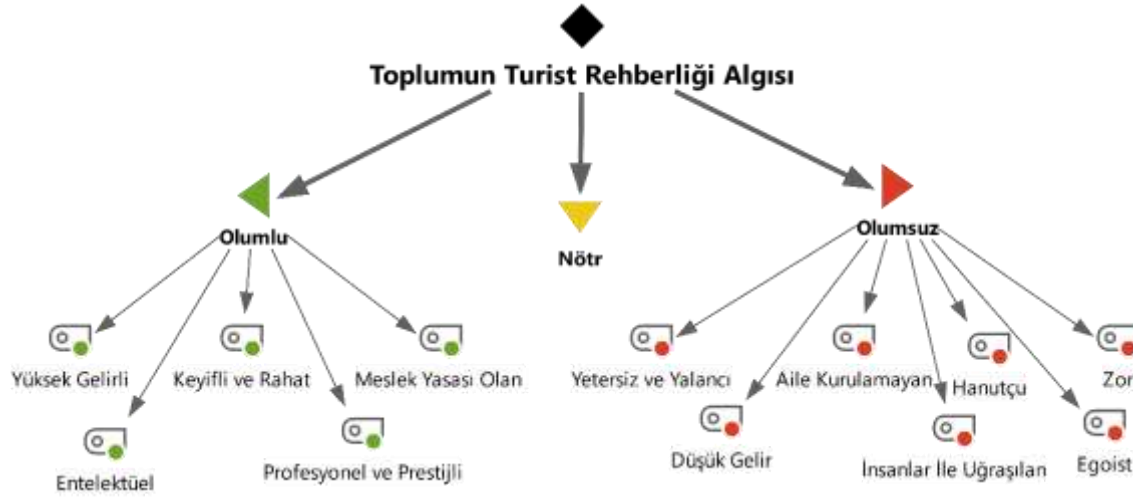 Toplumun Turist Rehberliği Algısı
Olumlu
Nötr
Olumsuz
Yüksek Gelirli
Keyifli ve Rahat
Meslek Yasası Olan
Yetersiz ve Yalancı
Aile Kurulamayan
Hanutçu
Zor
Entelektüel
Profesyonel ve Prestijli
Düşük Gelir
İnsanlar İle Uğraşılan
Egoist